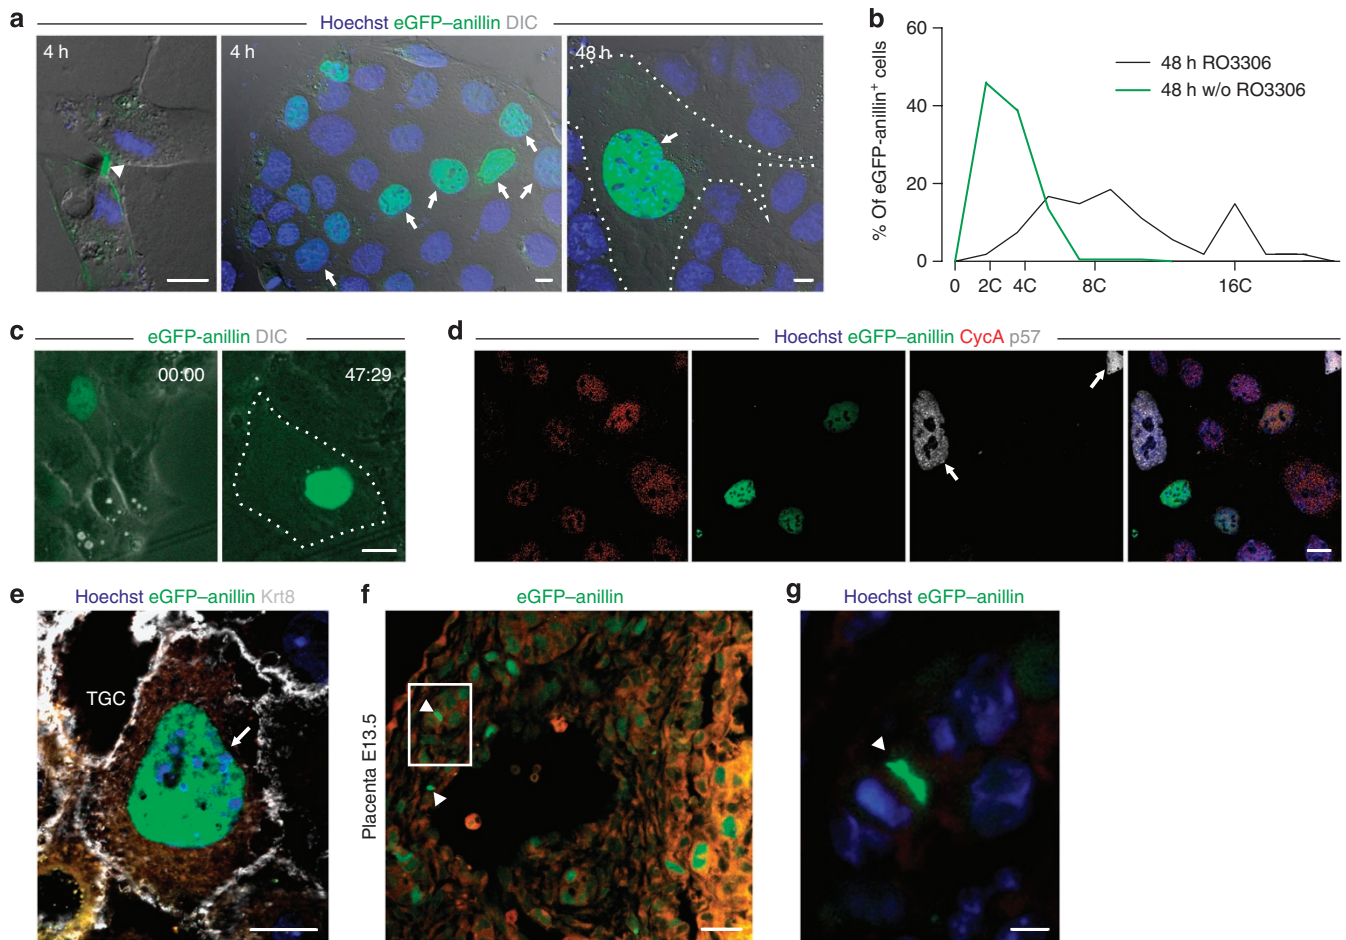 a
Hoechst eGFP–anillin DIC
4 h
4 h
48 h
b
% Of eGFP-anillin⁺ cells
60
40
20
0
48 h RO3306
48 h w/o RO3306
0 2C 4C 8C 16C
c
eGFP-anillin DIC
00:00
47:29
d
Hoechst eGFP–anillin CycA p57
e
Hoechst eGFP–anillin Krt8
TGC
f
eGFP–anillin
Placenta E13.5
g
Hoechst eGFP–anillin